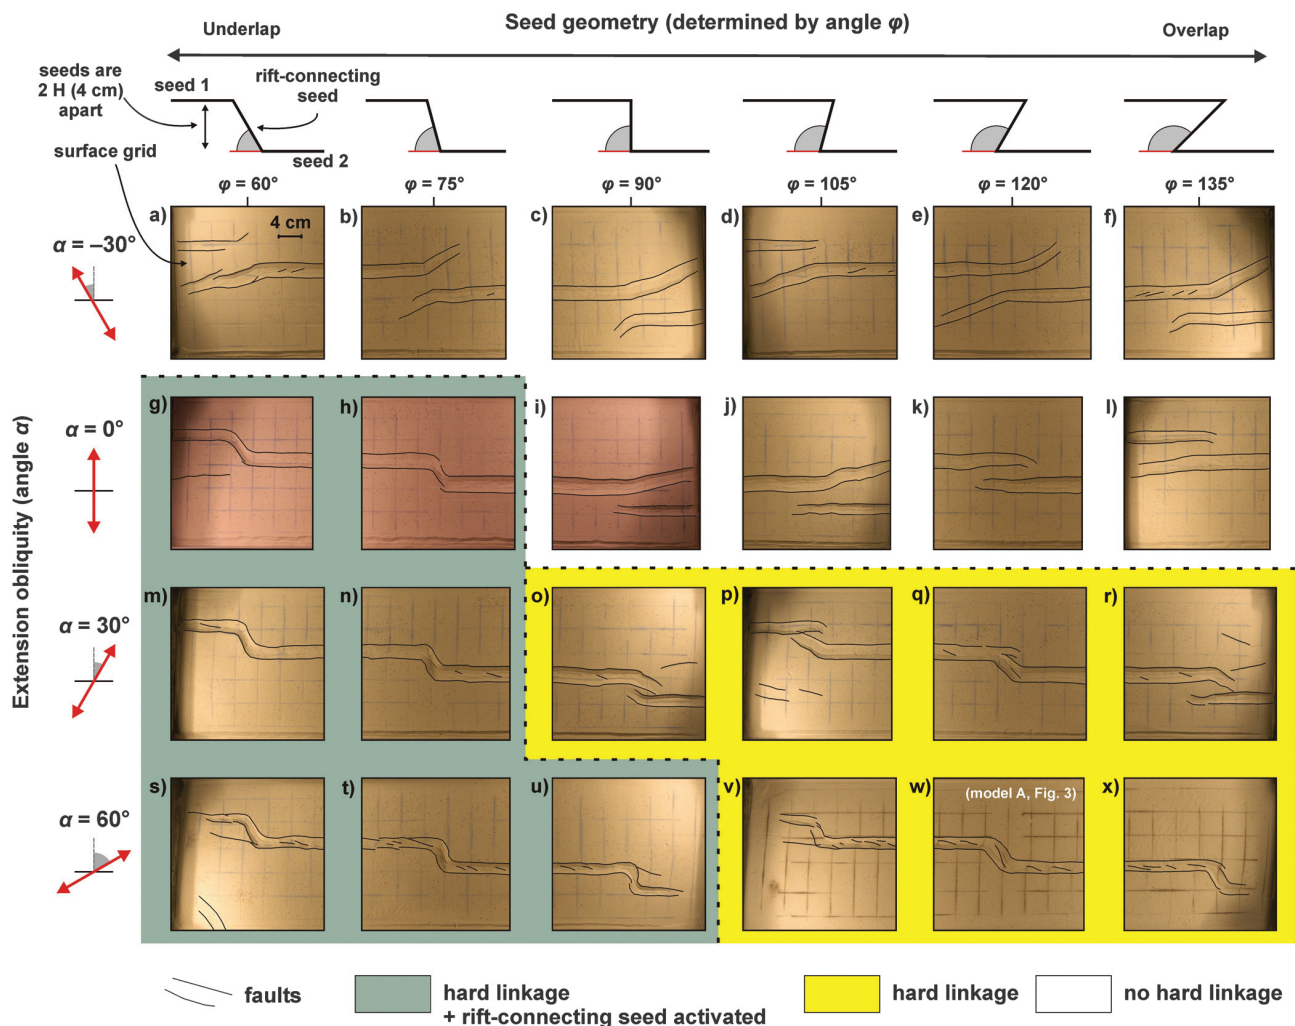 Seed geometry (determined by angle φ)
Underlap
Overlap
seeds are
2 H (4 cm)
apart
seed 1
rift-connecting
seed
surface grid
seed 2
φ = 60°
φ = 75°
φ = 90°
φ = 105°
φ = 120°
φ = 135°
Extension obliquity (angle α)
α = –30°
a)
4 cm
b)
c)
d)
e)
f)
α = 0°
g)
h)
i)
j)
k)
l)
α = 30°
m)
n)
o)
p)
q)
r)
α = 60°
s)
t)
u)
v)
w)
(model A, Fig. 3)
x)
faults
hard linkage
+ rift-connecting seed activated
hard linkage
no hard linkage